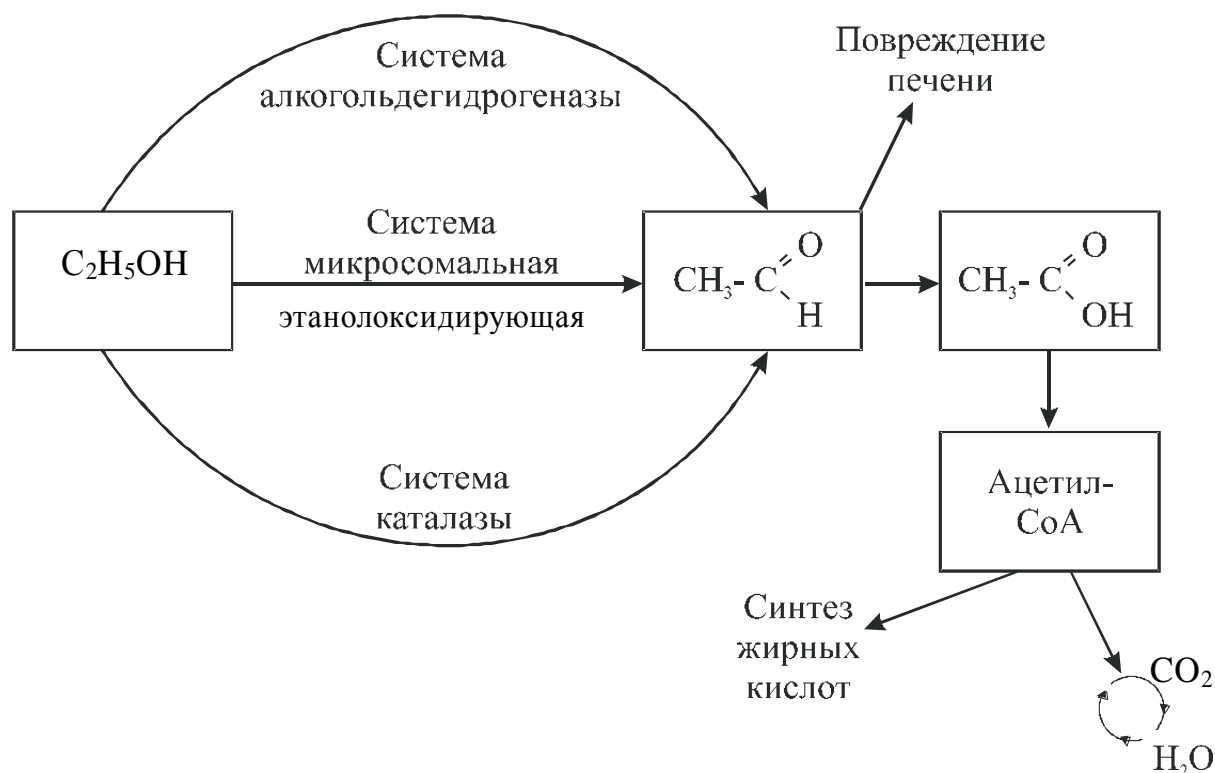 Система
алкогольдегидрогеназы
Повреждение
печени
C₂H₅OH
Система
микросомальная
этанолоксидирующая
O
CH₃- C
H
O
CH₃- C
OH
Система
каталазы
Ацетил-
CoA
Синтез
жирных
кислот
CO₂
H₂O